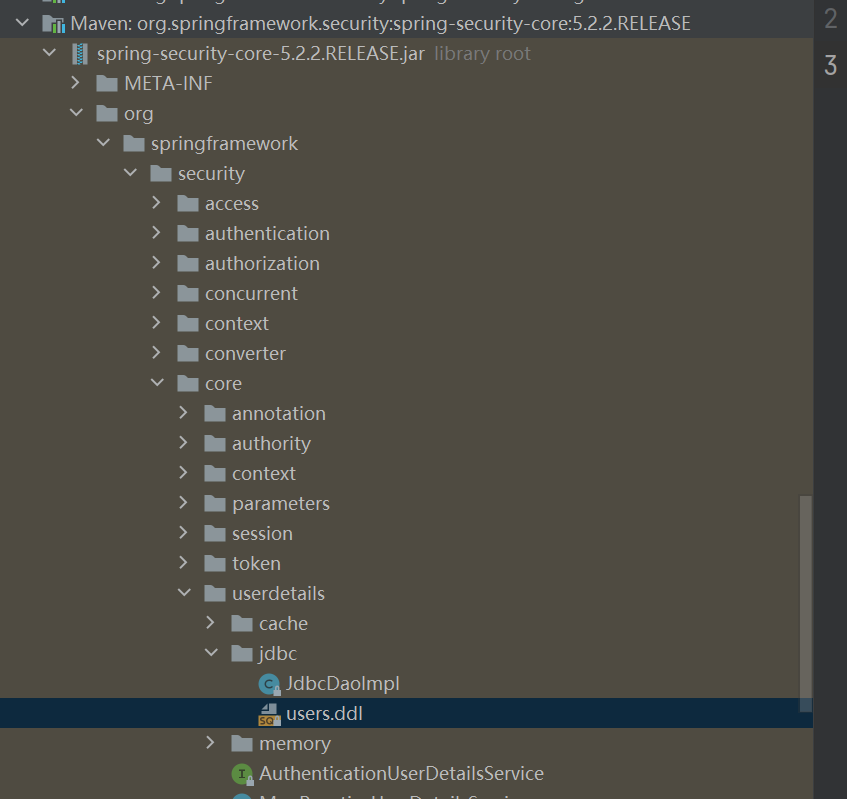 Maven: org.springframework.security:spring-security-core:5.2.2.RELEASE
spring-security-core-5.2.2.RELEASE.jar library root
META-INF
org
springframework
security
access
authentication
authorization
concurrent
context
converter
core
annotation
authority
context
parameters
session
token
userdetails
cache
jdbc
JdbcDaoImpl
users.ddl
memory
AuthenticationUserDetailsService
2
3